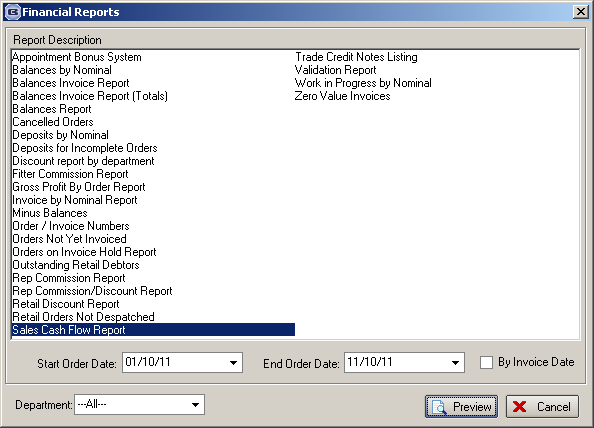 Financial Reports
Report Description
Appointment Bonus System
Balances by Nominal
Balances Invoice Report
Balances Invoice Report (Totals)
Balances Report
Cancelled Orders
Deposits by Nominal
Deposits for Incomplete Orders
Discount report by department
Fitter Commission Report
Gross Profit By Order Report
Invoice by Nominal Report
Minus Balances
Order / Invoice Numbers
Orders Not Yet Invoiced
Orders on Invoice Hold Report
Outstanding Retail Debtors
Rep Commission Report
Rep Commission/Discount Report
Retail Discount Report
Retail Orders Not Despatched
Sales Cash Flow Report
Trade Credit Notes Listing
Validation Report
Work in Progress by Nominal
Zero Value Invoices
Start Order Date: 01/10/11 End Order Date: 11/10/11 By Invoice Date
Department: ---All--- Preview Cancel